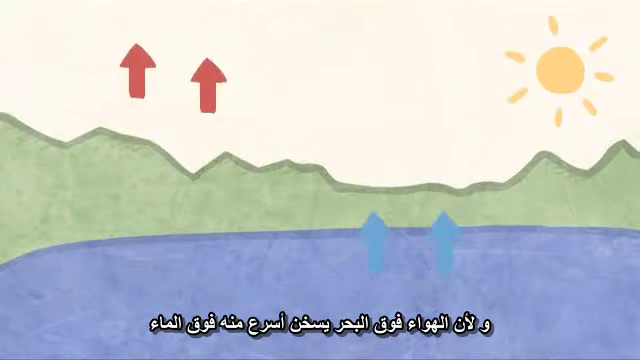 و لأن الهواء فوق البحر يسخن أسرع منه فوق الماء